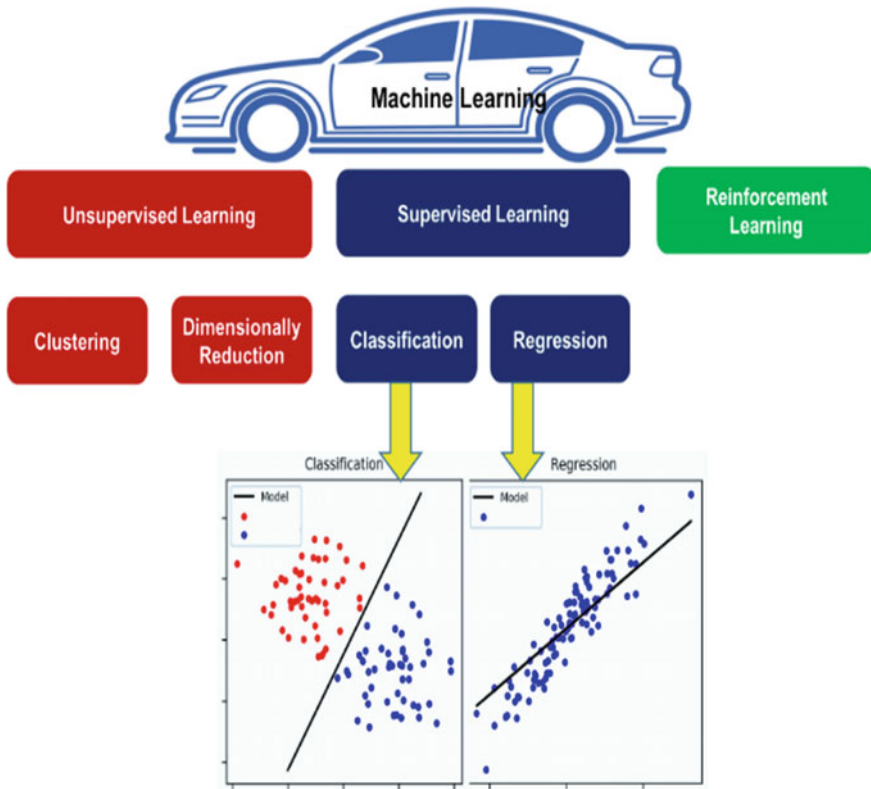 Machine Learning
Unsupervised Learning
Supervised Learning
Reinforcement
Learning
Clustering
Dimensionally
Reduction
Classification
Regression
Classification
Regression
Model
Model